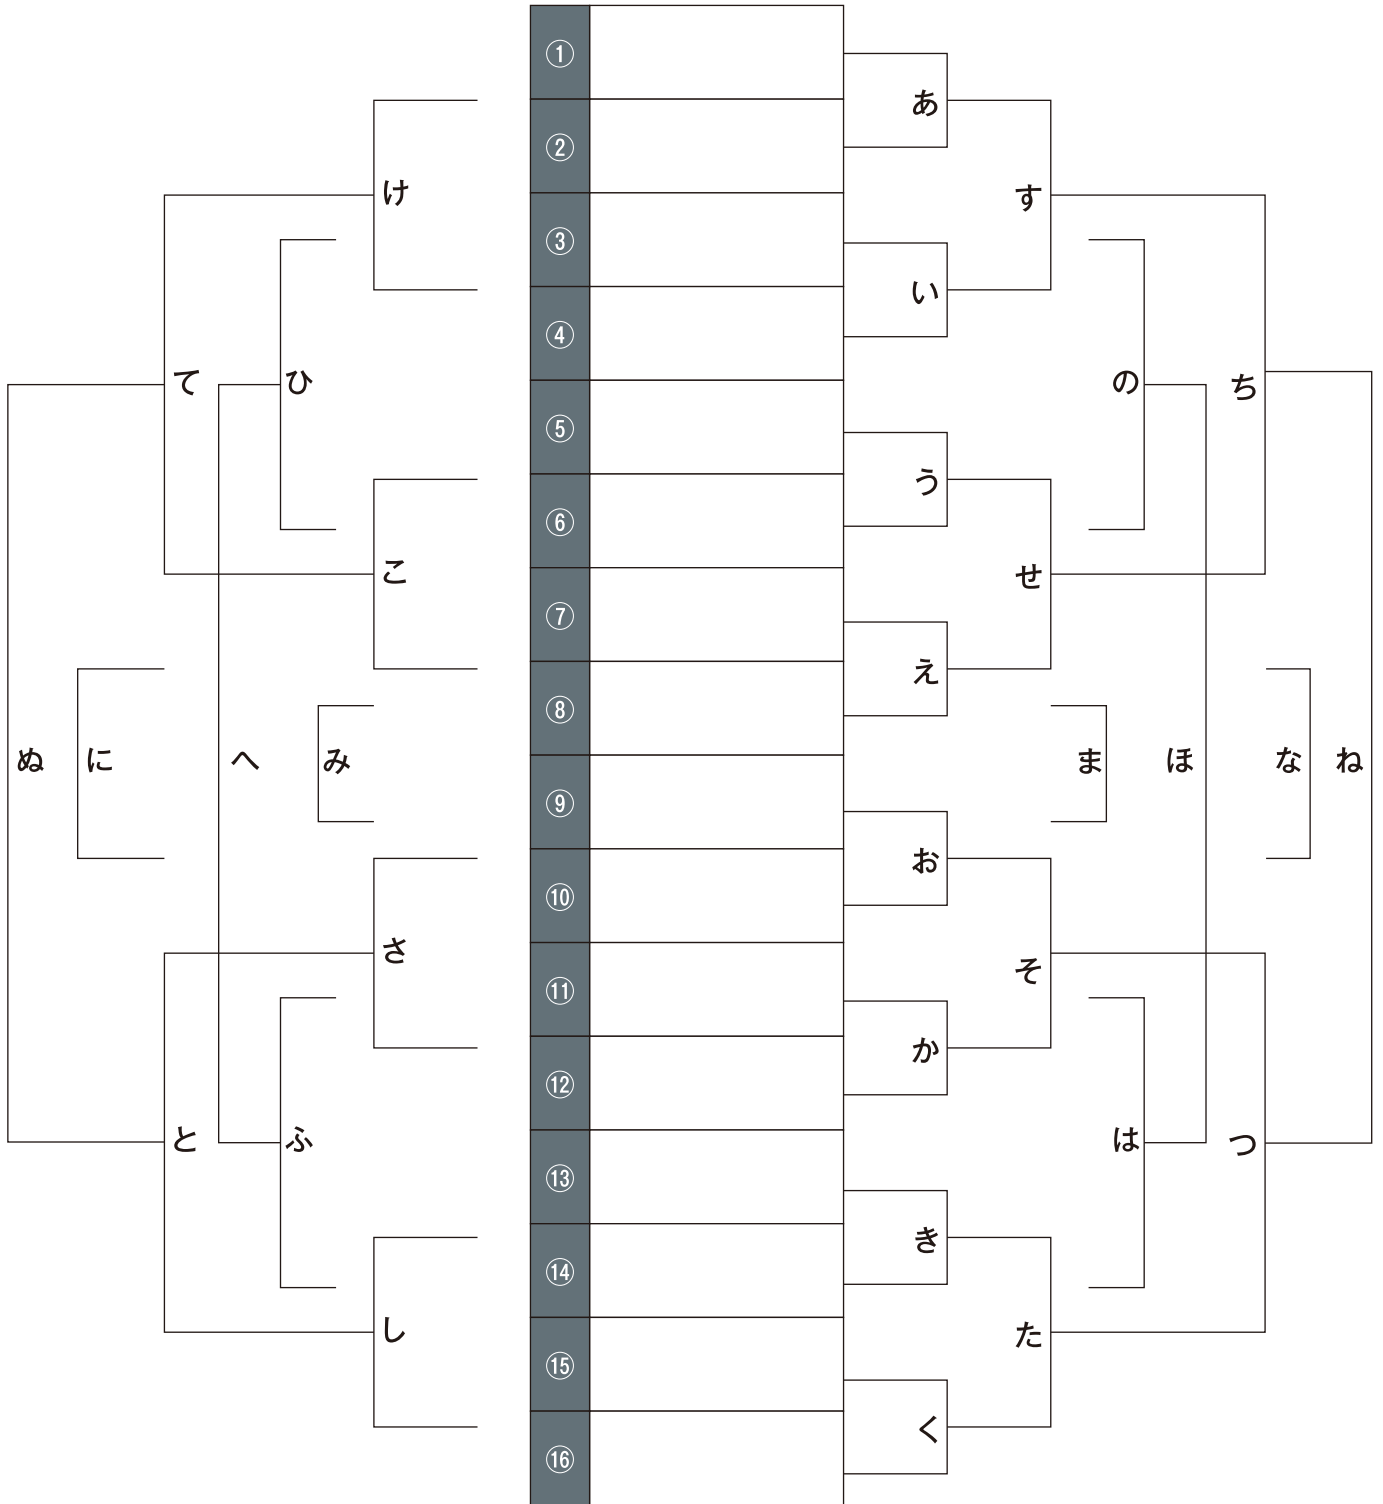 ①
あ
②
け
す
③
い
④
て
ひ
の
ち
⑤
う
⑥
こ
せ
⑦
え
⑧
ぬ
に
へ
み
ま
ほ
な
ね
⑨
お
⑩
さ
そ
⑪
か
⑫
と
ふ
は
つ
⑬
き
⑭
し
た
⑮
く
⑯